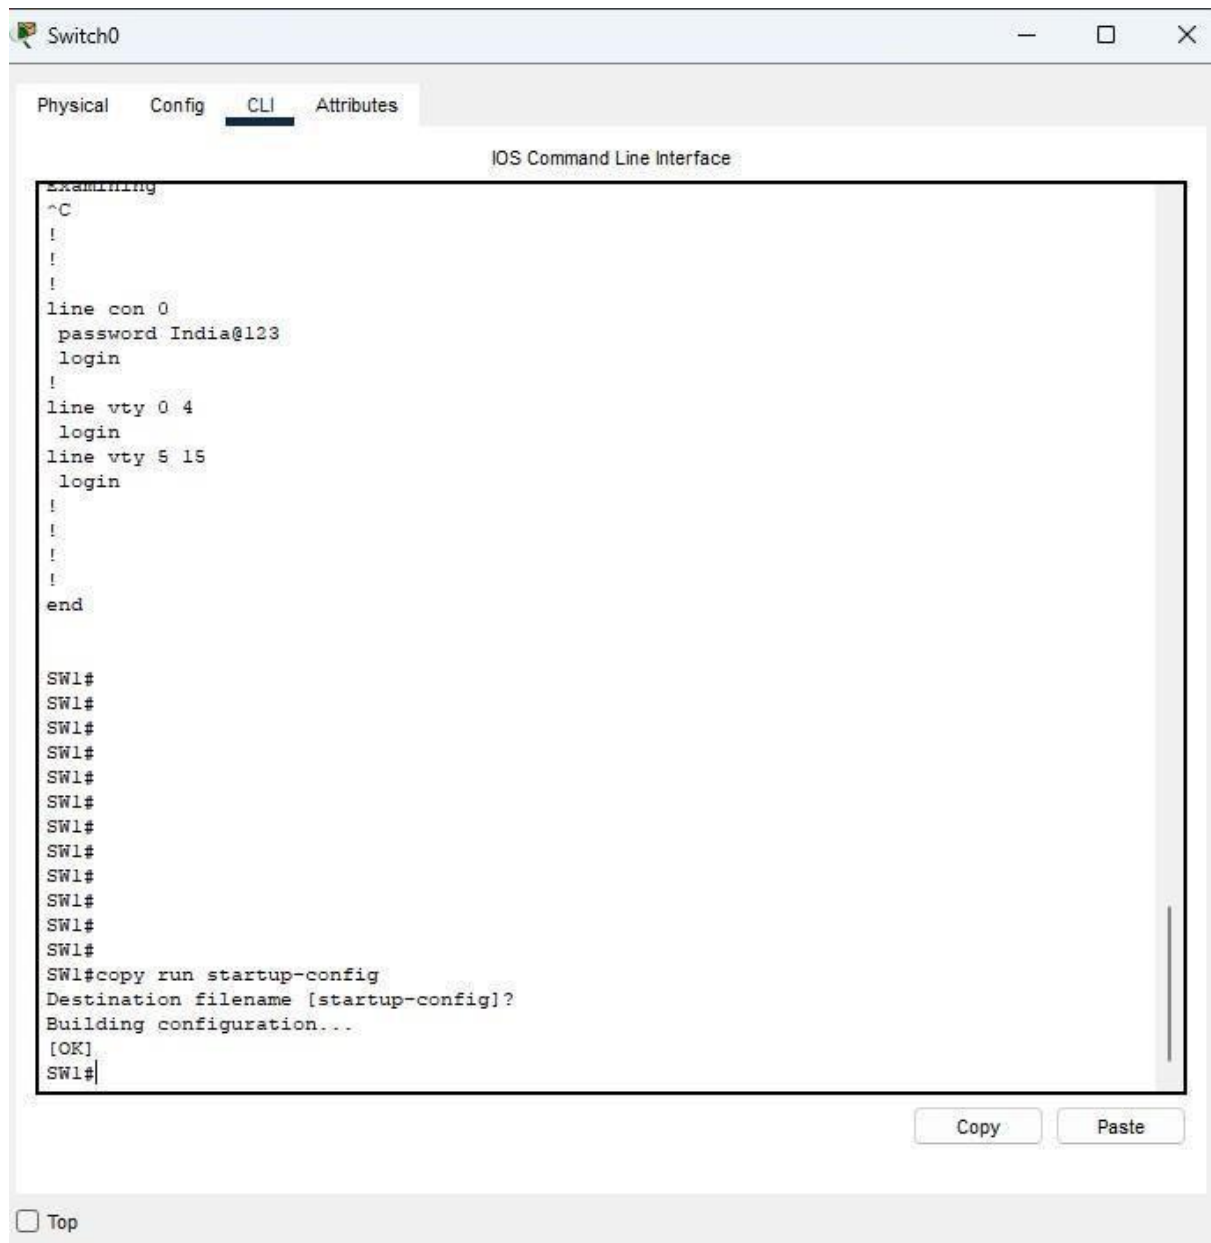 Switch0
Physical Config CLI Attributes
IOS Command Line Interface
Examining
^C
!
!
!
line con 0
password India@123
login
!
line vty 0 4
login
line vty 5 15
login
!
!
!
!
end
SW1#
SW1#
SW1#
SW1#
SW1#
SW1#
SW1#
SW1#
SW1#
SW1#
SW1#
SW1#
SW1#copy run startup-config
Destination filename [startup-config]?
Building configuration...
[OK]
SW1#
Copy Paste
Top